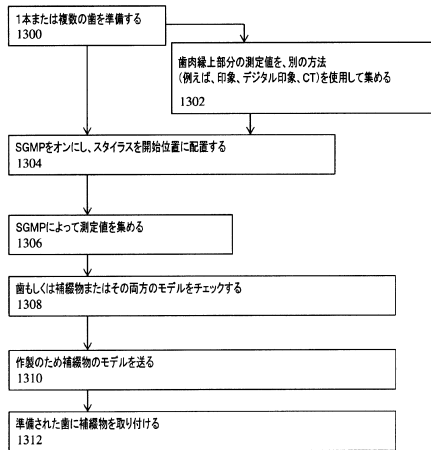 1本または複数の歯を準備する
1300
歯肉縁上部分の測定値を、別の方法
(例えば、印象、デジタル印象、CT)を使用して集める
1302
SGMPをオンにし、スタイラスを開始位置に配置する
1304
SGMPによって測定値を集める
1306
歯もしくは補綴物またはその両方のモデルをチェックする
1308
作製のため補綴物のモデルを送る
1310
準備された歯に補綴物を取り付ける
1312